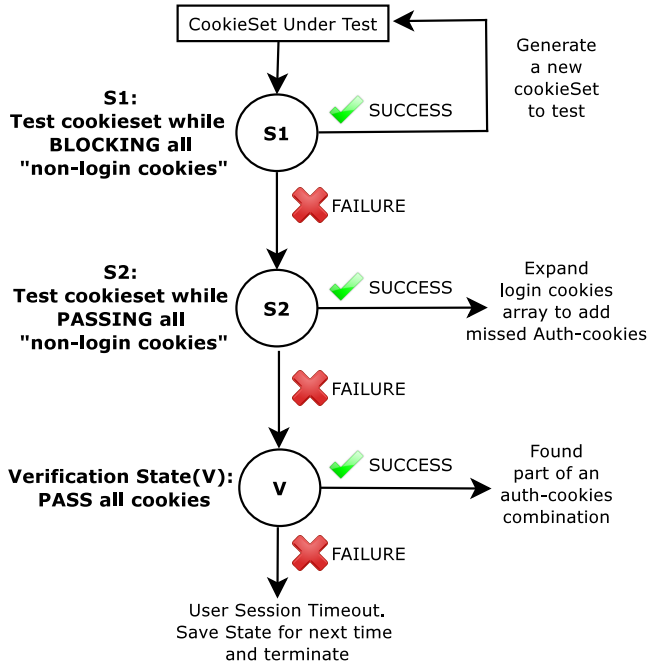 CookieSet Under Test
Generate
a new
cookieSet
to test
S1:
Test cookieset while
BLOCKING all
"non-login cookies"
S1
SUCCESS
FAILURE
S2:
Test cookieset while
PASSING all
"non-login cookies"
S2
SUCCESS
Expand
login cookies
array to add
missed Auth-cookies
FAILURE
Verification State(V):
PASS all cookies
V
SUCCESS
Found
part of an
auth-cookies
combination
FAILURE
User Session Timeout.
Save State for next time
and terminate